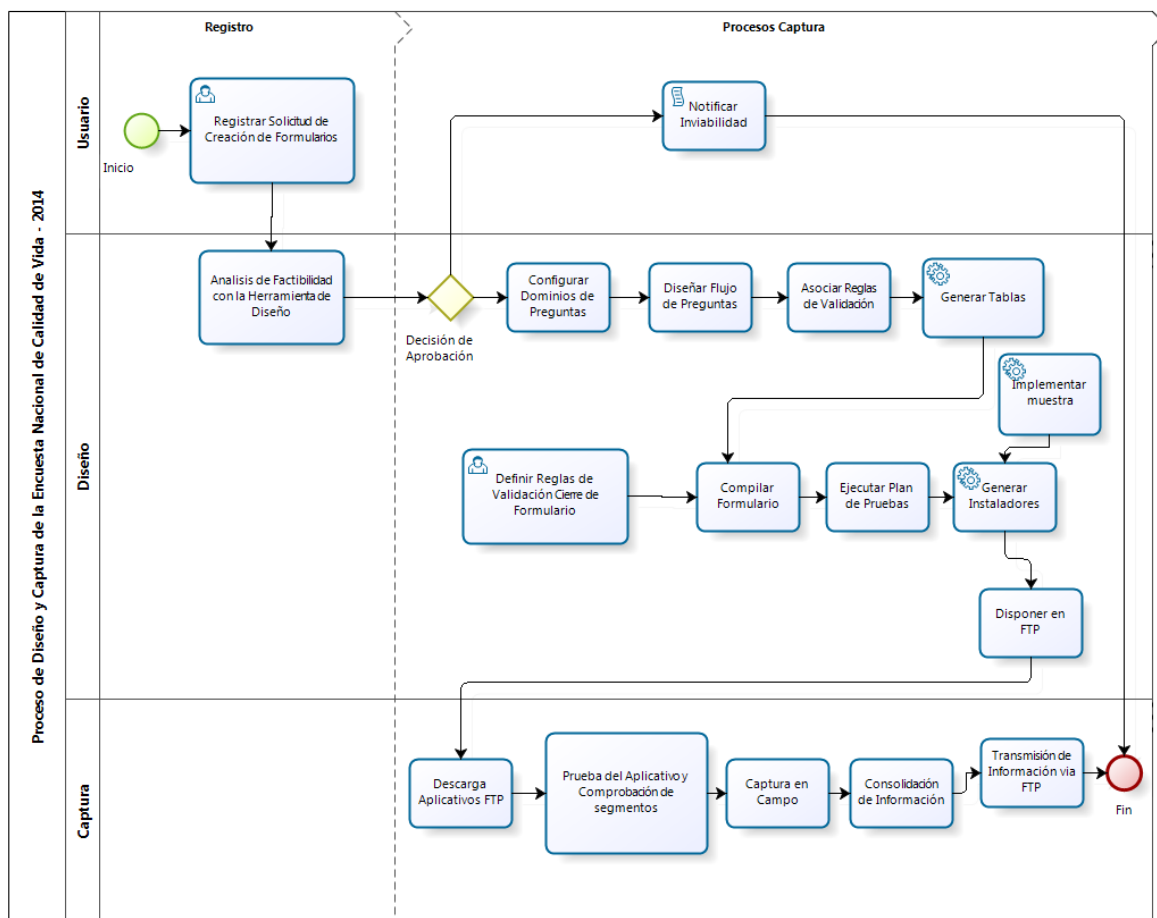 Proceso de Diseño y Captura de la Encuesta Nacional de Calidad de Vida - 2014
Registro
Procesos Captura
Usuario
Inicio
Registrar Solicitud de
Creación de Formularios
Notificar
Inviabilidad
Diseño
Analisis de Factibilidad
con la Herramienta de
Diseño
Decisión de
Aprobación
Configurar
Dominios de
Preguntas
Diseñar Flujo
de Preguntas
Asociar Reglas
de Validación
Generar Tablas
Implementar
muestra
Definir Reglas de
Validación Cierre de
Formulario
Compilar
Formulario
Ejecutar Plan
de Pruebas
Generar
Instaladores
Disponer en
FTP
Captura
Descarga
Aplicativos FTP
Prueba del Aplicativo y
Comprobación de
segmentos
Captura en
Campo
Consolidación
de Información
Transmisión de
Información via
FTP
Fin